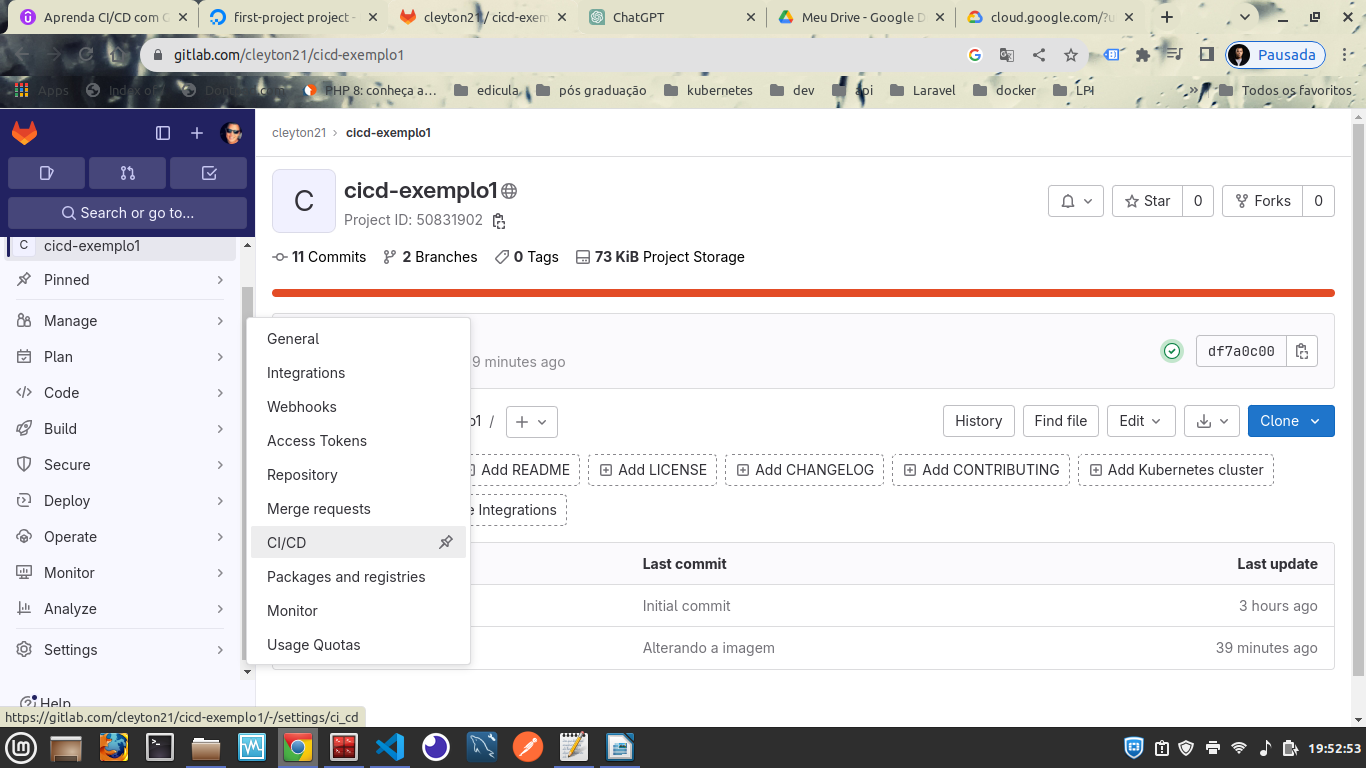 Aprenda CI/CD com G
first-project project -
cleyton21 / cicd-exem
ChatGPT
Meu Drive - Google D
cloud.google.com/?u
gitlab.com/cleyton21/cicd-exemplo1
Pausada
Apps
Index of
PHP 8: conheça a…
edicula
pós graduação
kubernetes
dev
api
Laravel
docker
LPI
»
Todos os favoritos
cleyton21 › cicd-exemplo1
Search or go to…
C cicd-exemplo1
Pinned
Manage
Plan
Code
Build
Secure
Deploy
Operate
Monitor
Analyze
Settings
Help
General
Integrations
Webhooks
Access Tokens
Repository
Merge requests
CI/CD
Packages and registries
Monitor
Usage Quotas
C
cicd-exemplo1
Project ID: 50831902
Star 0
Forks 0
11 Commits
2 Branches
0 Tags
73 KiB Project Storage
9 minutes ago
df7a0c00
o1 /
History
Find file
Edit
Clone
Add README
Add LICENSE
Add CHANGELOG
Add CONTRIBUTING
Add Kubernetes cluster
e Integrations
Last commit
Last update
Initial commit
3 hours ago
Alterando a imagem
39 minutes ago
https://gitlab.com/cleyton21/cicd-exemplo1/-/settings/ci_cd
19:52:53